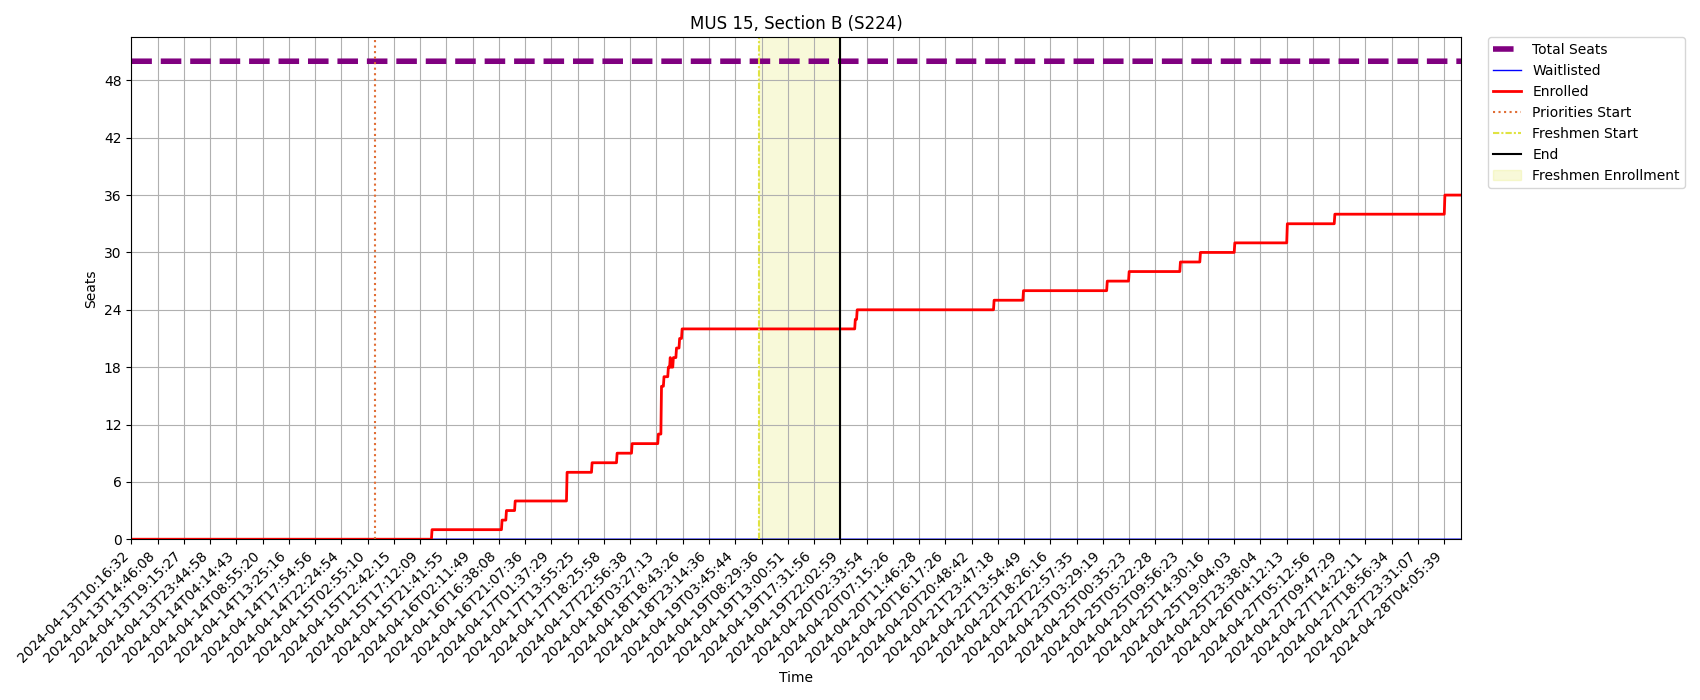 MUS 15, Section B (S224)
Total Seats
Waitlisted
Enrolled
Priorities Start
Freshmen Start
End
Freshmen Enrollment
Seats
48
42
36
30
24
18
12
6
0
2024-04-13T10:16:32
2024-04-13T14:46:08
2024-04-13T19:15:27
2024-04-13T23:44:58
2024-04-14T04:14:43
2024-04-14T08:55:20
2024-04-14T13:25:16
2024-04-14T17:54:56
2024-04-14T22:24:54
2024-04-15T02:55:10
2024-04-15T12:42:15
2024-04-15T17:12:09
2024-04-15T21:41:55
2024-04-16T02:11:49
2024-04-16T16:38:08
2024-04-16T21:07:36
2024-04-17T01:37:29
2024-04-17T13:55:25
2024-04-17T18:25:58
2024-04-17T22:56:38
2024-04-18T03:27:13
2024-04-18T18:43:26
2024-04-18T23:14:36
2024-04-19T03:45:44
2024-04-19T08:29:36
2024-04-19T13:00:51
2024-04-19T17:31:56
2024-04-19T22:02:59
2024-04-20T02:33:54
2024-04-20T07:15:26
2024-04-20T11:46:28
2024-04-20T16:17:26
2024-04-20T20:48:42
2024-04-21T23:47:18
2024-04-22T13:54:49
2024-04-22T18:26:16
2024-04-22T22:57:35
2024-04-23T03:29:19
2024-04-25T00:35:23
2024-04-25T05:22:28
2024-04-25T09:56:23
2024-04-25T14:30:16
2024-04-25T19:04:03
2024-04-25T23:38:04
2024-04-26T04:12:13
2024-04-27T05:12:56
2024-04-27T09:47:29
2024-04-27T14:22:11
2024-04-27T18:56:34
2024-04-27T23:31:07
2024-04-28T04:05:39
Time